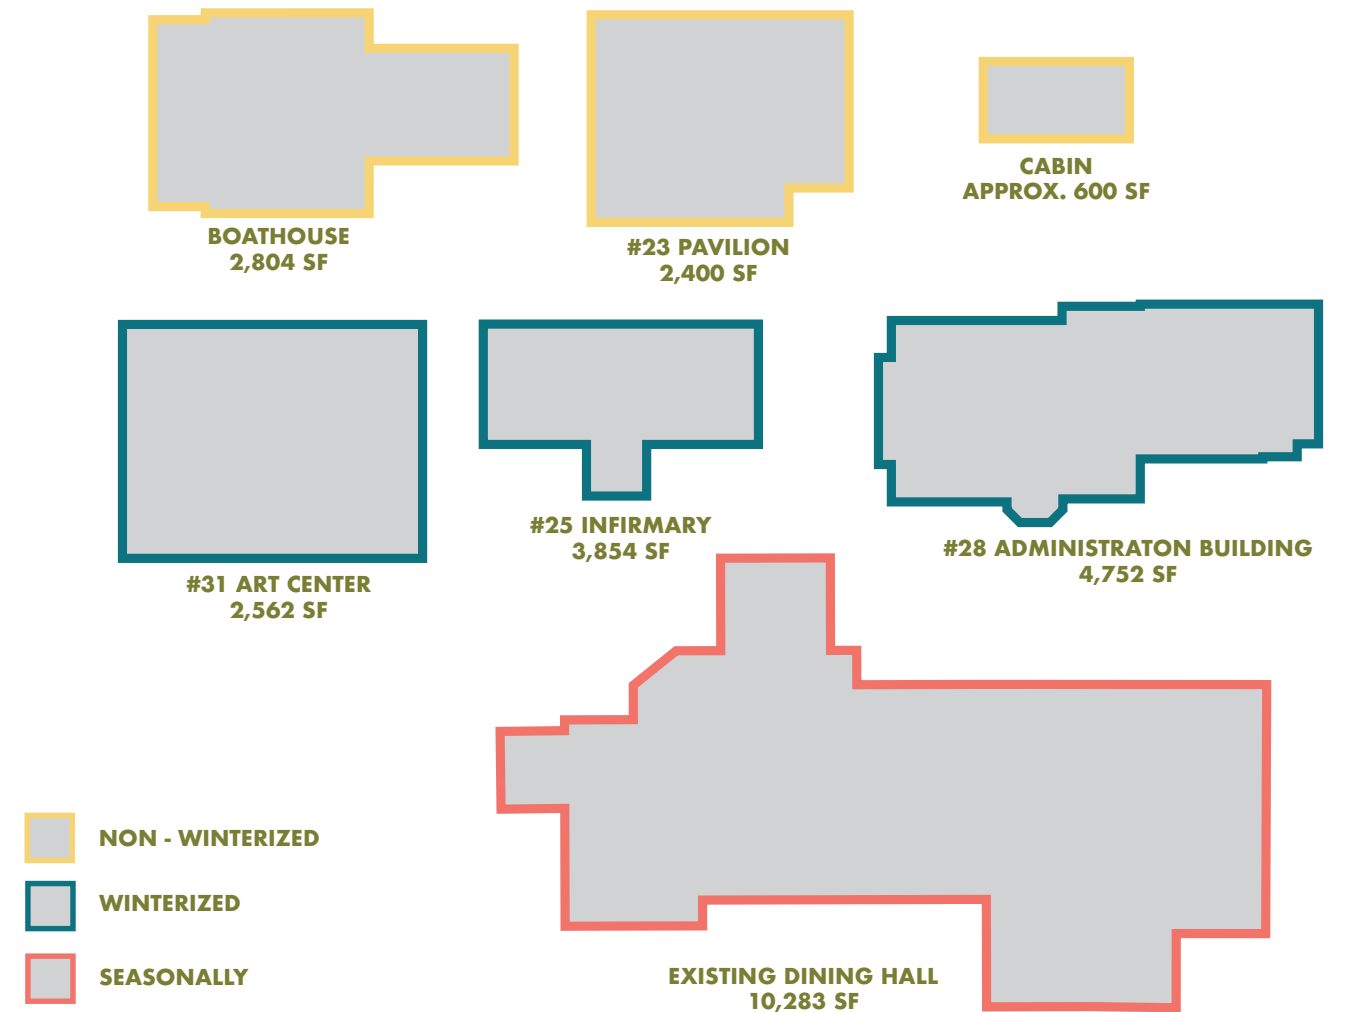 BOATHOUSE
2,804 SF
#23 PAVILION
2,400 SF
CABIN
APPROX. 600 SF
#31 ART CENTER
2,562 SF
#25 INFIRMARY
3,854 SF
#28 ADMINISTRATON BUILDING
4,752 SF
NON - WINTERIZED
WINTERIZED
SEASONALLY
EXISTING DINING HALL
10,283 SF